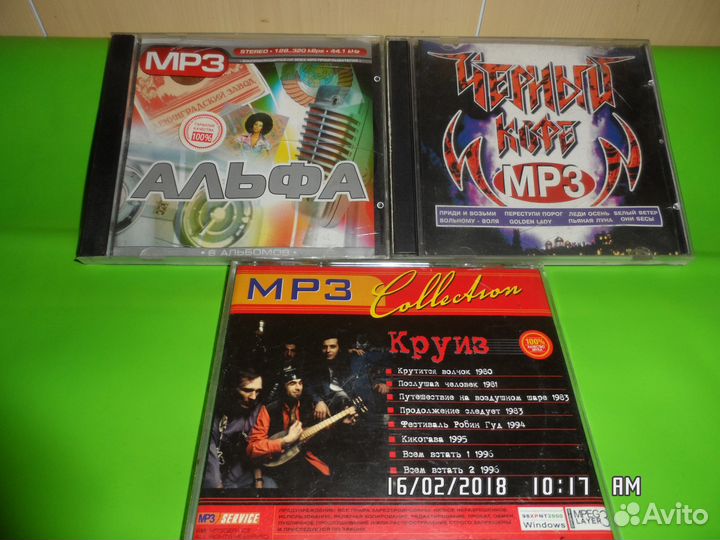 MP3
STEREO • 128...320 kBps • 44.1 kHz
ГАРАНТИЯ
КАЧЕСТВА
100%
АЛЬФА
6 АЛЬБОМОВ
ЧЕРНЫЙ
КОФЕ
MP3
ПРИДИ И ВОЗЬМИ ПЕРЕСТУПИ ПОРОГ ЛЕДИ ОСЕНЬ БЕЛЫЙ ВЕТЕР
ВОЛЬНОМУ - ВОЛЯ GOLDEN LADY ПЬЯНАЯ ЛУНА ОНИ БЕСЫ
MP3 Collection
Круиз
100%
Крутится волчок 1980
Послушай человек 1981
Путешествие на воздушном шаре 1983
Продолжение следует 1983
Фестиваль Робин Гуд 1994
Кикогава 1995
Всем встать 1 1996
Всем встать 2 1996
16/02/2018 10:17 AM
MP3 SERVICE
Windows
MPEG
LAYER 3
Avito